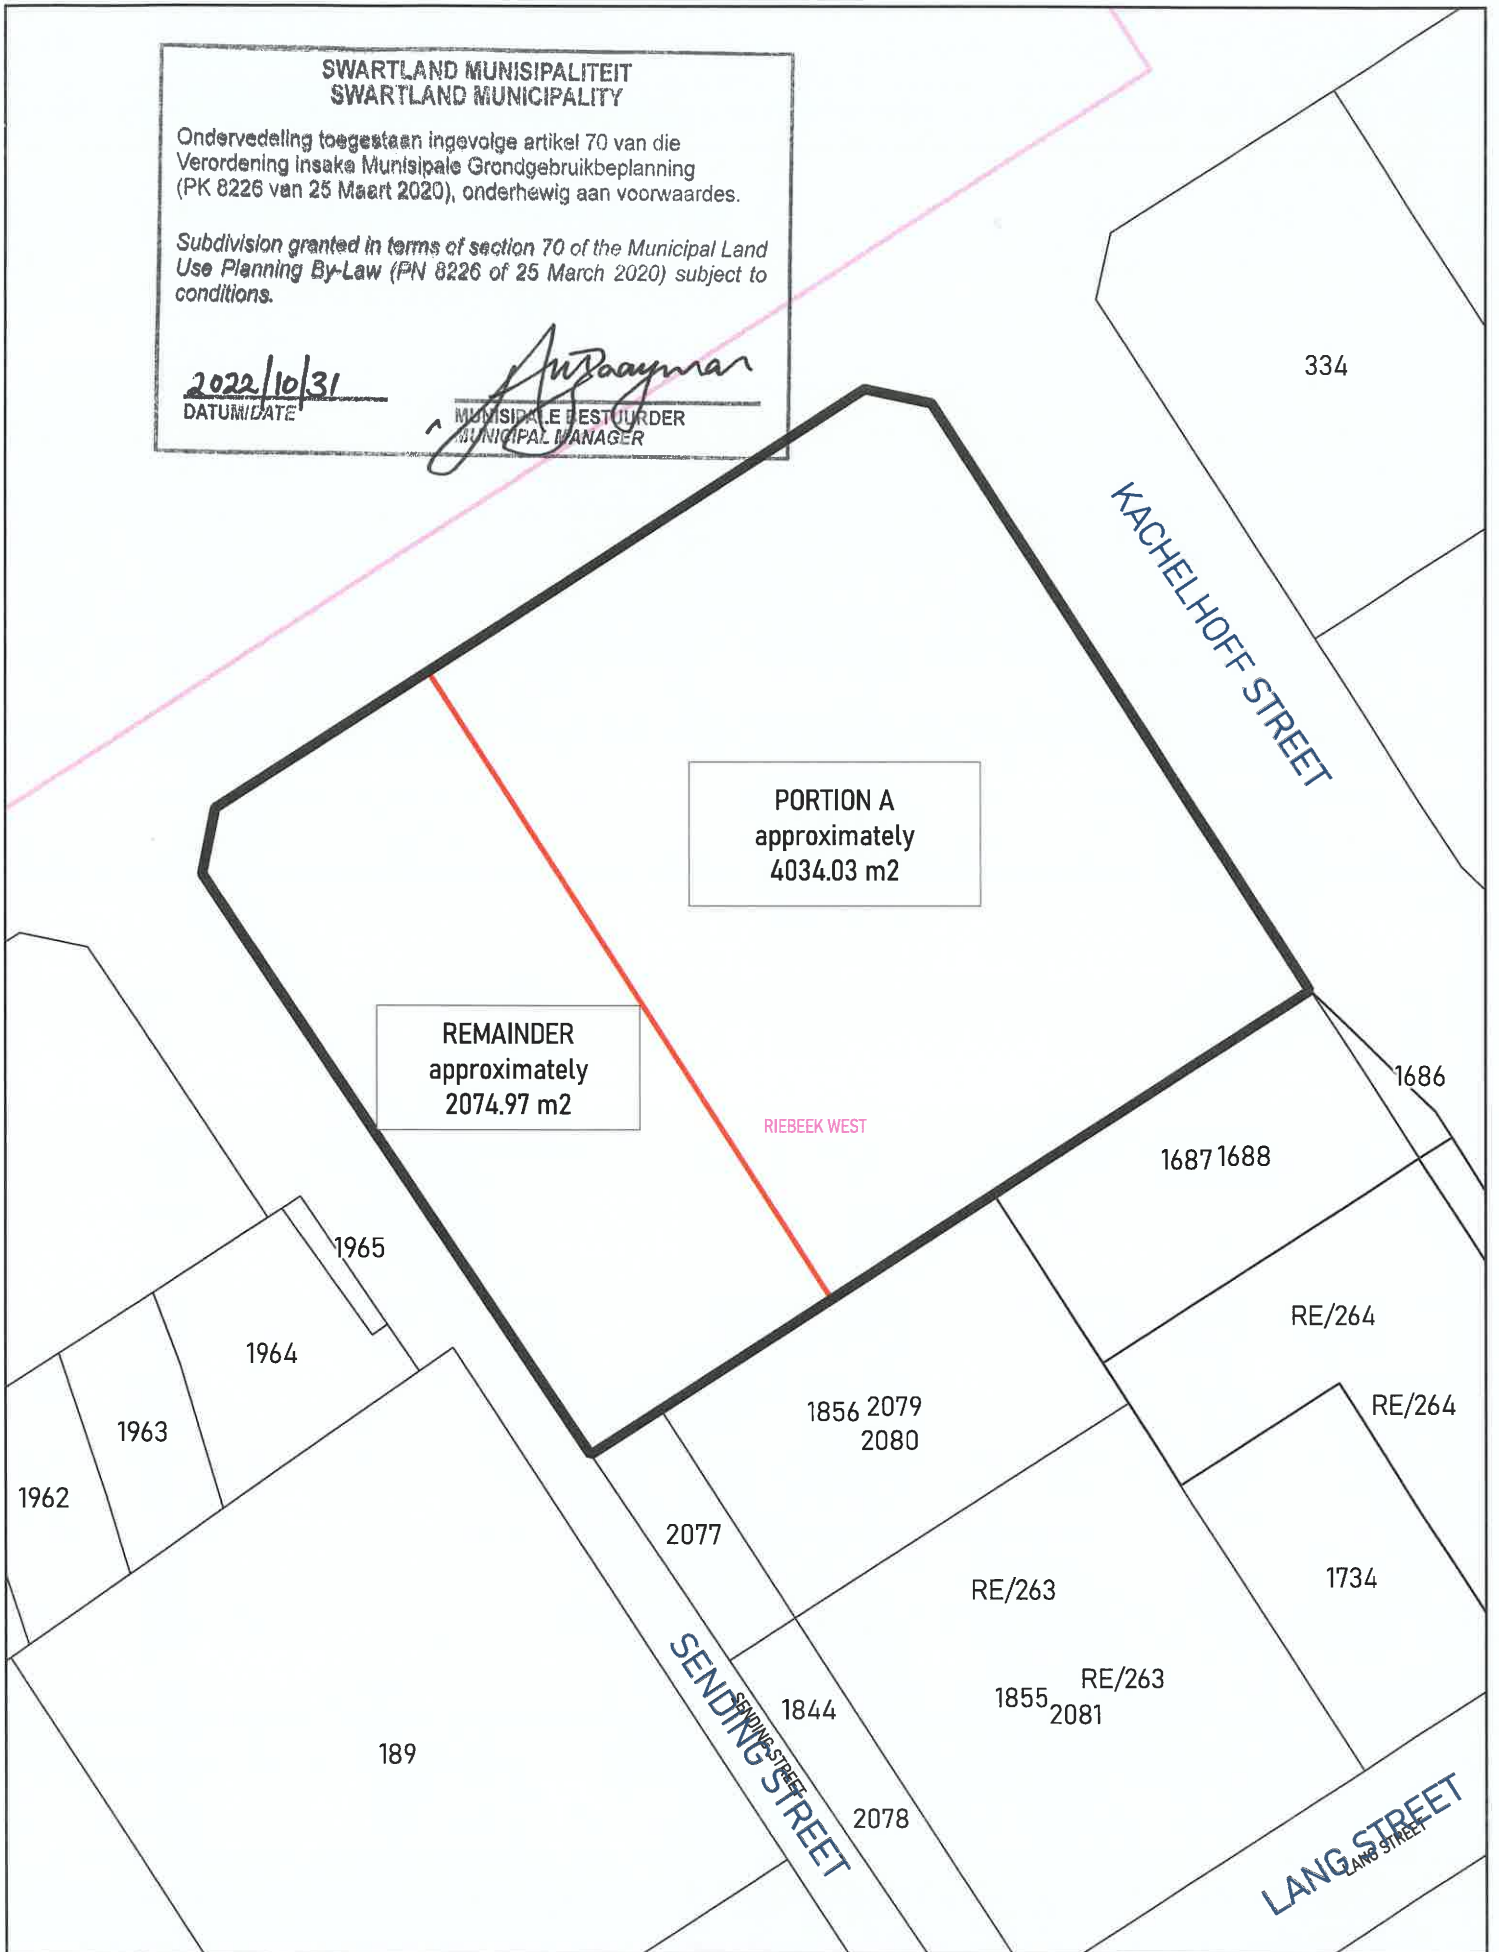 SWARTLAND MUNISIPALITEIT
SWARTLAND MUNICIPALITY
Ondervedeling toegestaan ingevolge artikel 70 van die
Verordening insake Munisipale Grondgebruikbeplanning
(PK 8226 van 25 Maart 2020), onderhewig aan voorwaardes.
Subdivision granted in terms of section 70 of the Municipal Land
Use Planning By-Law (PN 8226 of 25 March 2020) subject to
conditions.
2022/10/31
DATUM/DATE
MUNISIPALE BESTUURDER
MUNICIPAL MANAGER
334
KACHELHOFF STREET
PORTION A
approximately
4034.03 m2
REMAINDER
approximately
2074.97 m2
RIEBEEK WEST
1686
1687 1688
1965
RE/264
1964
RE/264
1856 2079
2080
1963
1962
2077
RE/263
1734
RE/263
1855
2081
1844
SENDING STREET
SENDING STREET
189
2078
LANG STREET
LANG STREET